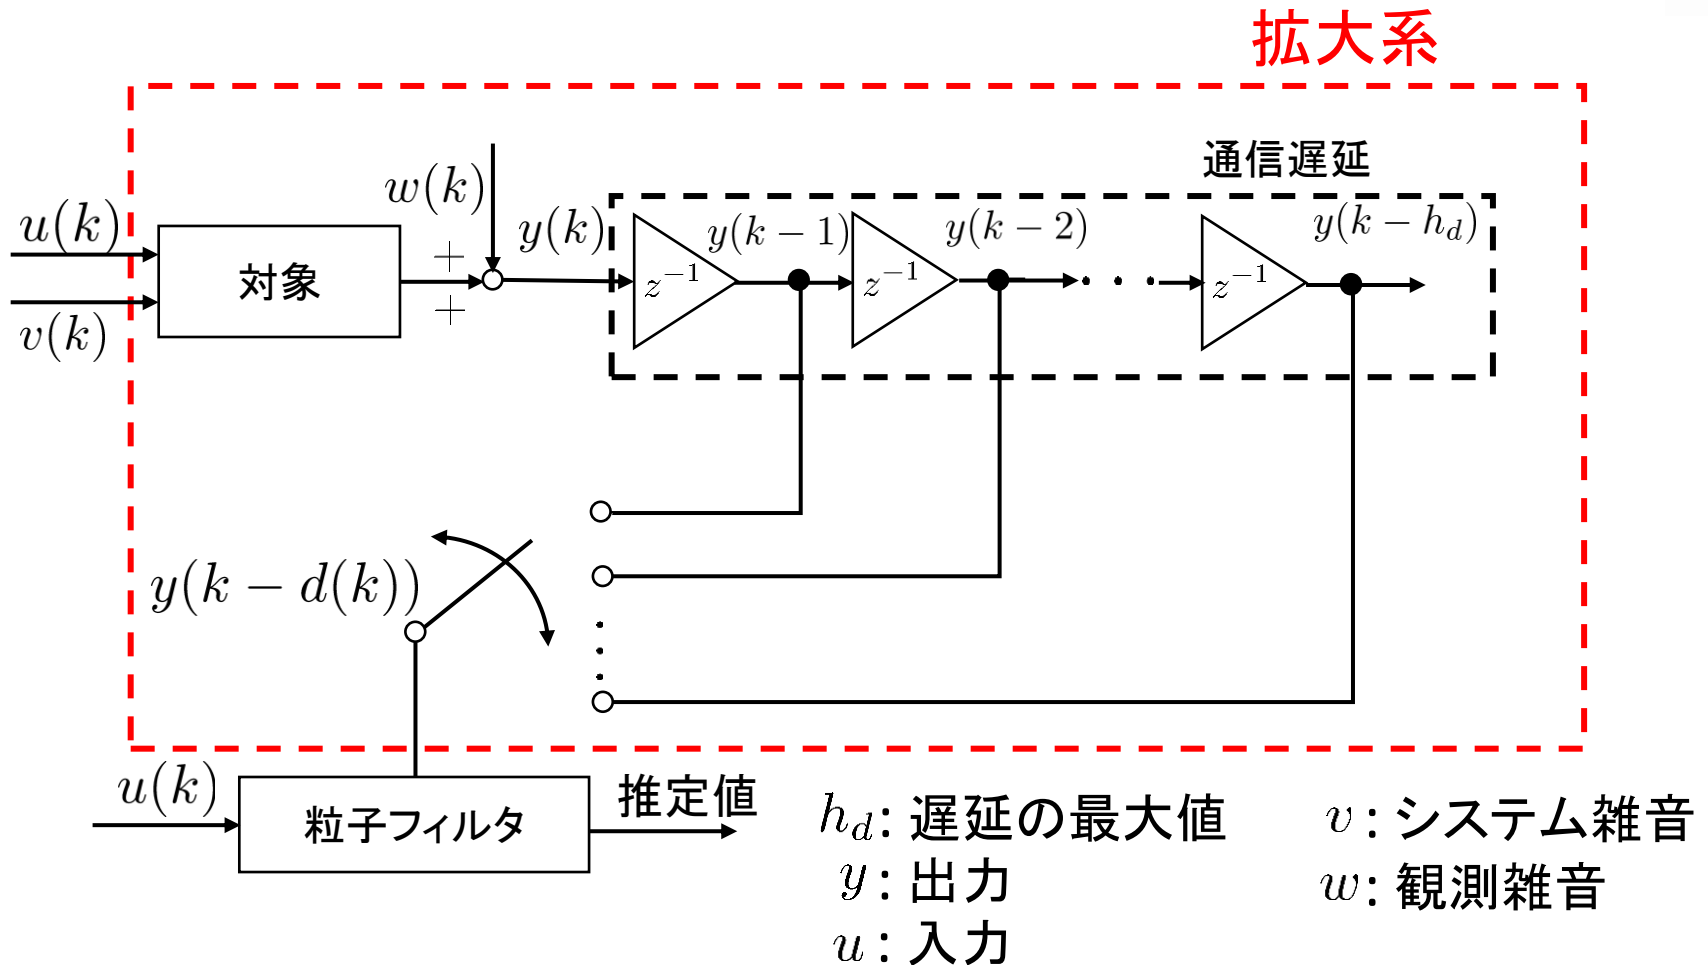 拡大系
通信遅延
w(k)
u(k)
y(k)
y(k − 1)
y(k − 2)
y(k − h_d)
対象
+
+
z^{−1}
z^{−1}
· · ·
z^{−1}
v(k)
y(k − d(k))
u(k)
粒子フィルタ
推定値
h_d : 遅延の最大値
y : 出力
u : 入力
v : システム雑音
w : 観測雑音